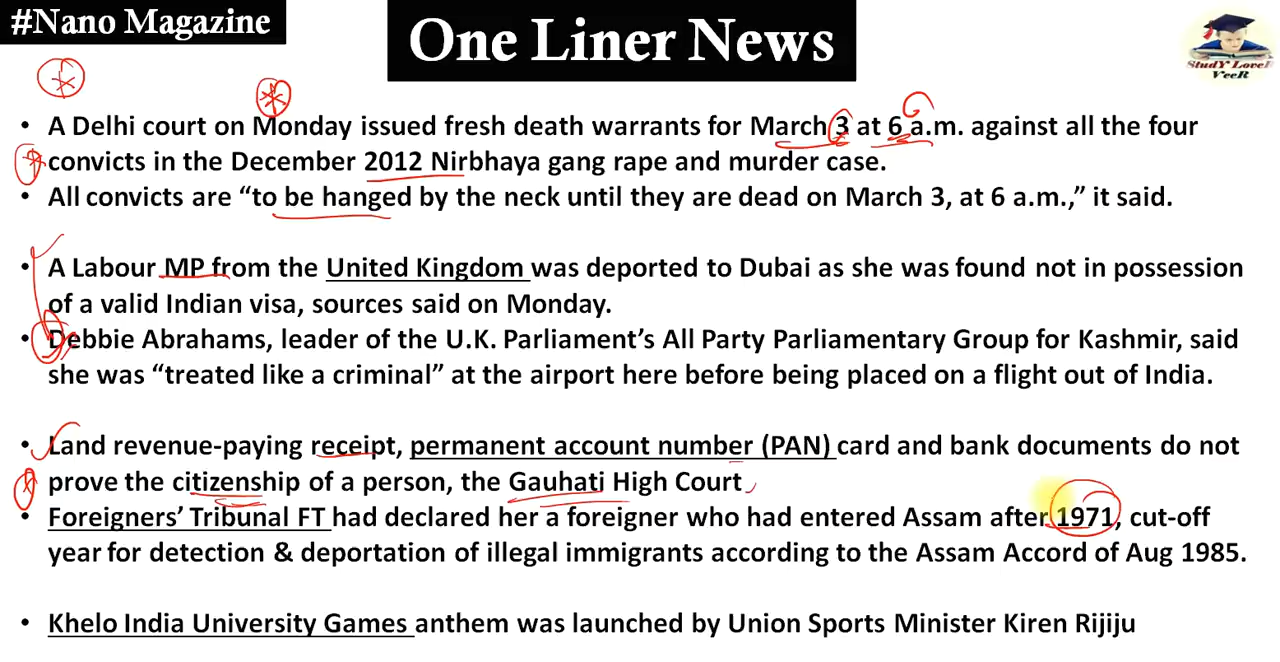 #Nano Magazine
One Liner News
StudY LoveR
VeeR
• A Delhi court on Monday issued fresh death warrants for March 3 at 6 a.m. against all the four
convicts in the December 2012 Nirbhaya gang rape and murder case.
• All convicts are “to be hanged by the neck until they are dead on March 3, at 6 a.m.,” it said.
• A Labour MP from the United Kingdom was deported to Dubai as she was found not in possession
of a valid Indian visa, sources said on Monday.
• Debbie Abrahams, leader of the U.K. Parliament’s All Party Parliamentary Group for Kashmir, said
she was “treated like a criminal” at the airport here before being placed on a flight out of India.
• Land revenue-paying receipt, permanent account number (PAN) card and bank documents do not
prove the citizenship of a person, the Gauhati High Court
• Foreigners’ Tribunal FT had declared her a foreigner who had entered Assam after 1971, cut-off
year for detection & deportation of illegal immigrants according to the Assam Accord of Aug 1985.
• Khelo India University Games anthem was launched by Union Sports Minister Kiren Rijiju